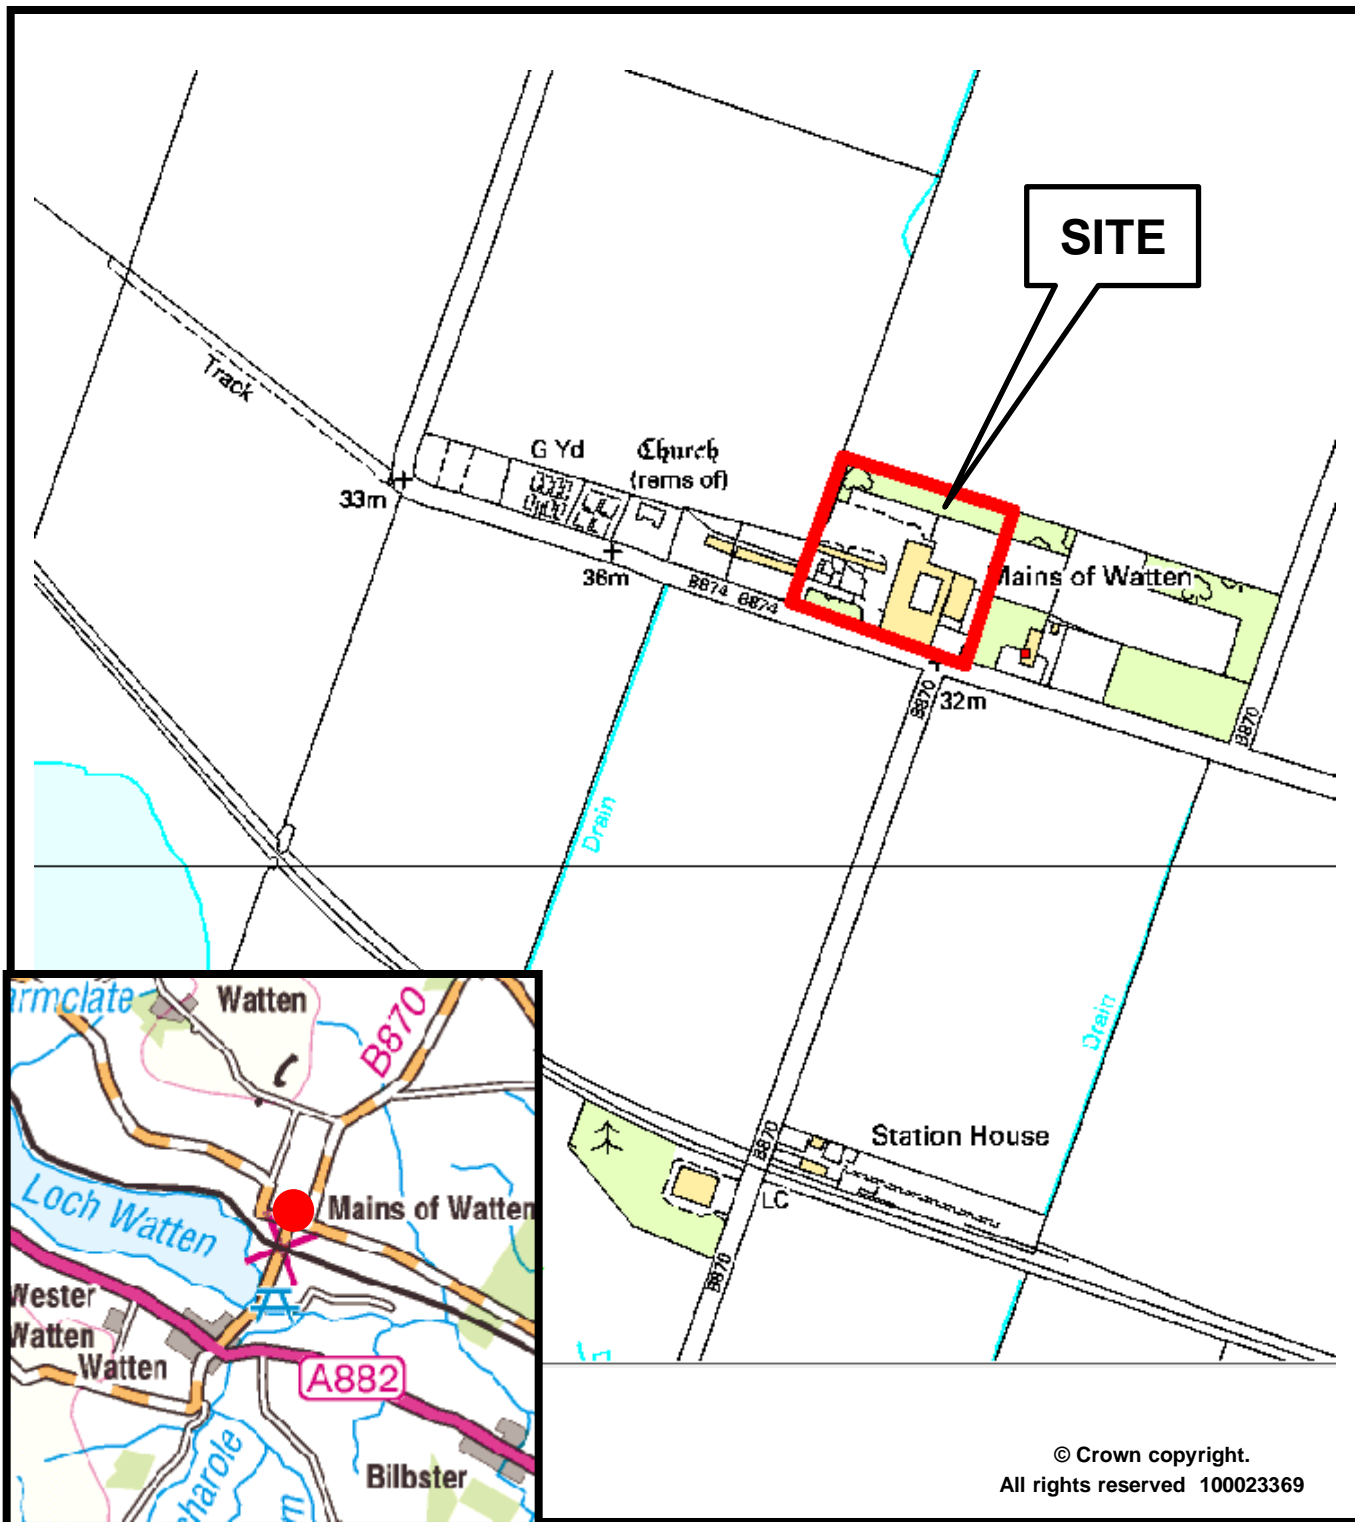 SITE
Track
G Yd
Church
(rems of)
33m
36m
B874 B874
Mains of Watten
B870
32m
B870
Drain
Drain
Station House
B870
LC
B870
armclate
Watten
B870
Loch Watten
Mains of Watten
Wester
Watten
Watten
A882
Bilbster
charole
m
© Crown copyright.
All rights reserved 100023369